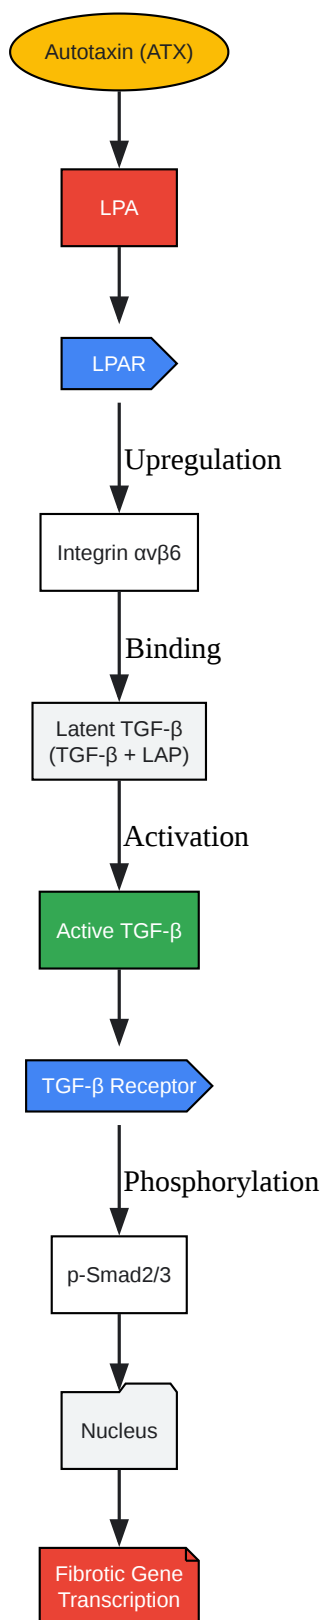 Autotaxin (ATX)
LPA
LPAR
Upregulation
Integrin αvβ6
Binding
Latent TGF-β
(TGF-β + LAP)
Activation
Active TGF-β
TGF-β Receptor
Phosphorylation
p-Smad2/3
Nucleus
Fibrotic Gene
Transcription